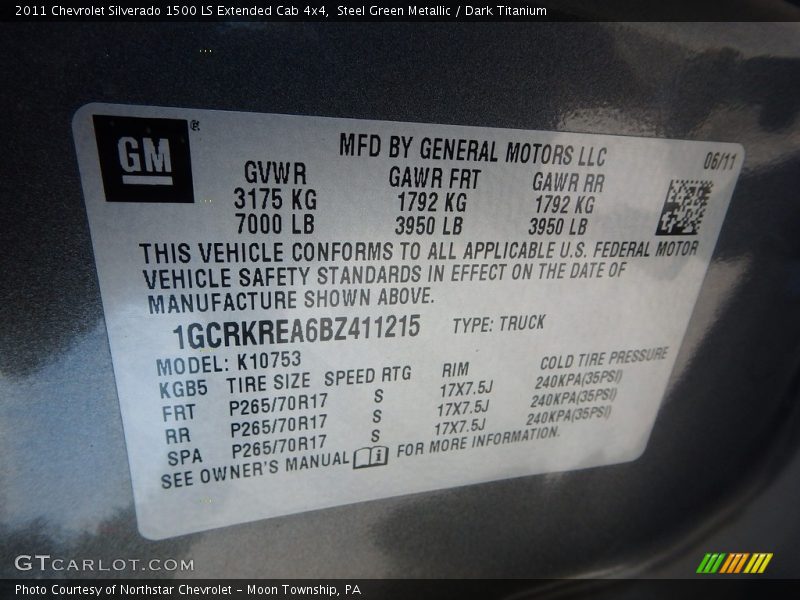 2011 Chevrolet Silverado 1500 LS Extended Cab 4x4, Steel Green Metallic / Dark Titanium
GM®
MFD BY GENERAL MOTORS LLC
06/11
GVWR GAWR FRT GAWR RR
3175 KG 1792 KG 1792 KG
7000 LB 3950 LB 3950 LB
THIS VEHICLE CONFORMS TO ALL APPLICABLE U.S. FEDERAL MOTOR
VEHICLE SAFETY STANDARDS IN EFFECT ON THE DATE OF
MANUFACTURE SHOWN ABOVE.
1GCRKREA6BZ411215 TYPE: TRUCK
MODEL: K10753
KGB5 TIRE SIZE SPEED RTG RIM COLD TIRE PRESSURE
FRT P265/70R17 S 17X7.5J 240KPA(35PSI)
RR P265/70R17 S 17X7.5J 240KPA(35PSI)
SPA P265/70R17 S 17X7.5J 240KPA(35PSI)
SEE OWNER'S MANUAL FOR MORE INFORMATION.
GTCARLOT.COM
Photo Courtesy of Northstar Chevrolet - Moon Township, PA